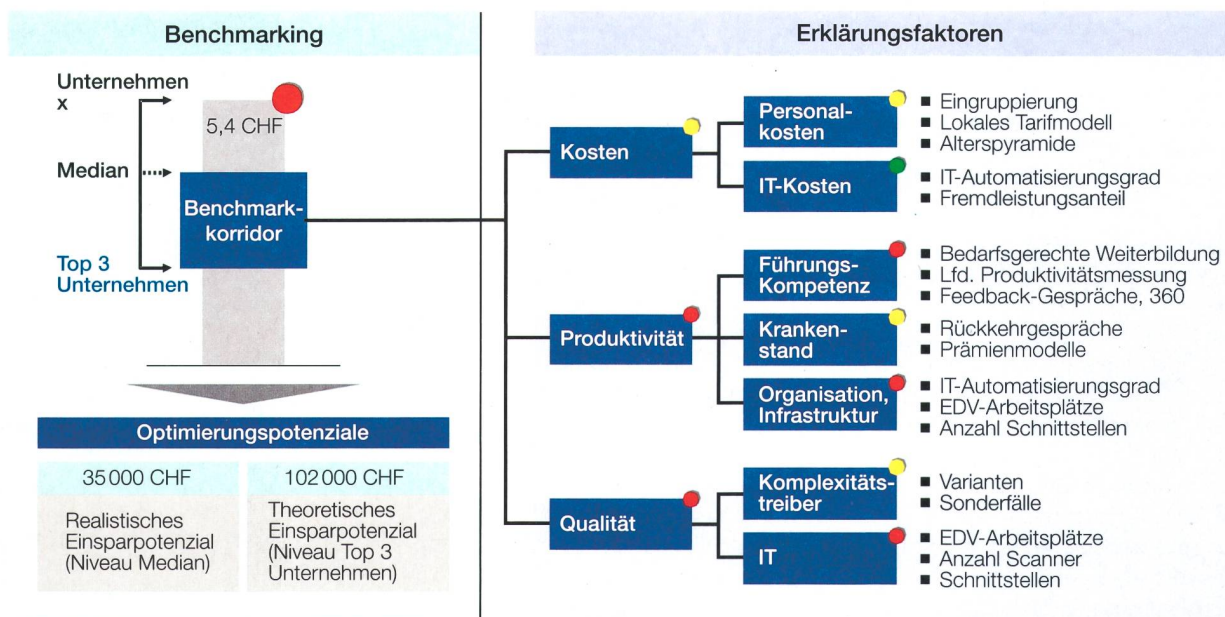 Benchmarking
Unternehmen
x
5,4 CHF
Median
Benchmark-
korridor
Top 3
Unternehmen
Optimierungspotenziale
35 000 CHF
Realistisches
Einsparpotenzial
(Niveau Median)
102 000 CHF
Theoretisches
Einsparpotenzial
(Niveau Top 3
Unternehmen)
Erklärungsfaktoren
Kosten
Personal-
kosten
■ Eingruppierung
■ Lokales Tarifmodell
■ Alterspyramide
IT-Kosten
■ IT-Automatisierungsgrad
■ Fremdleistungsanteil
Produktivität
Führungs-
Kompetenz
■ Bedarfsgerechte Weiterbildung
■ Lfd. Produktivitätsmessung
■ Feedback-Gespräche, 360
Kranken-
stand
■ Rückkehrgespräche
■ Prämienmodelle
Organisation,
Infrastruktur
■ IT-Automatisierungsgrad
■ EDV-Arbeitsplätze
■ Anzahl Schnittstellen
Qualität
Komplexitäts-
treiber
■ Varianten
■ Sonderfälle
IT
■ EDV-Arbeitsplätze
■ Anzahl Scanner
■ Schnittstellen